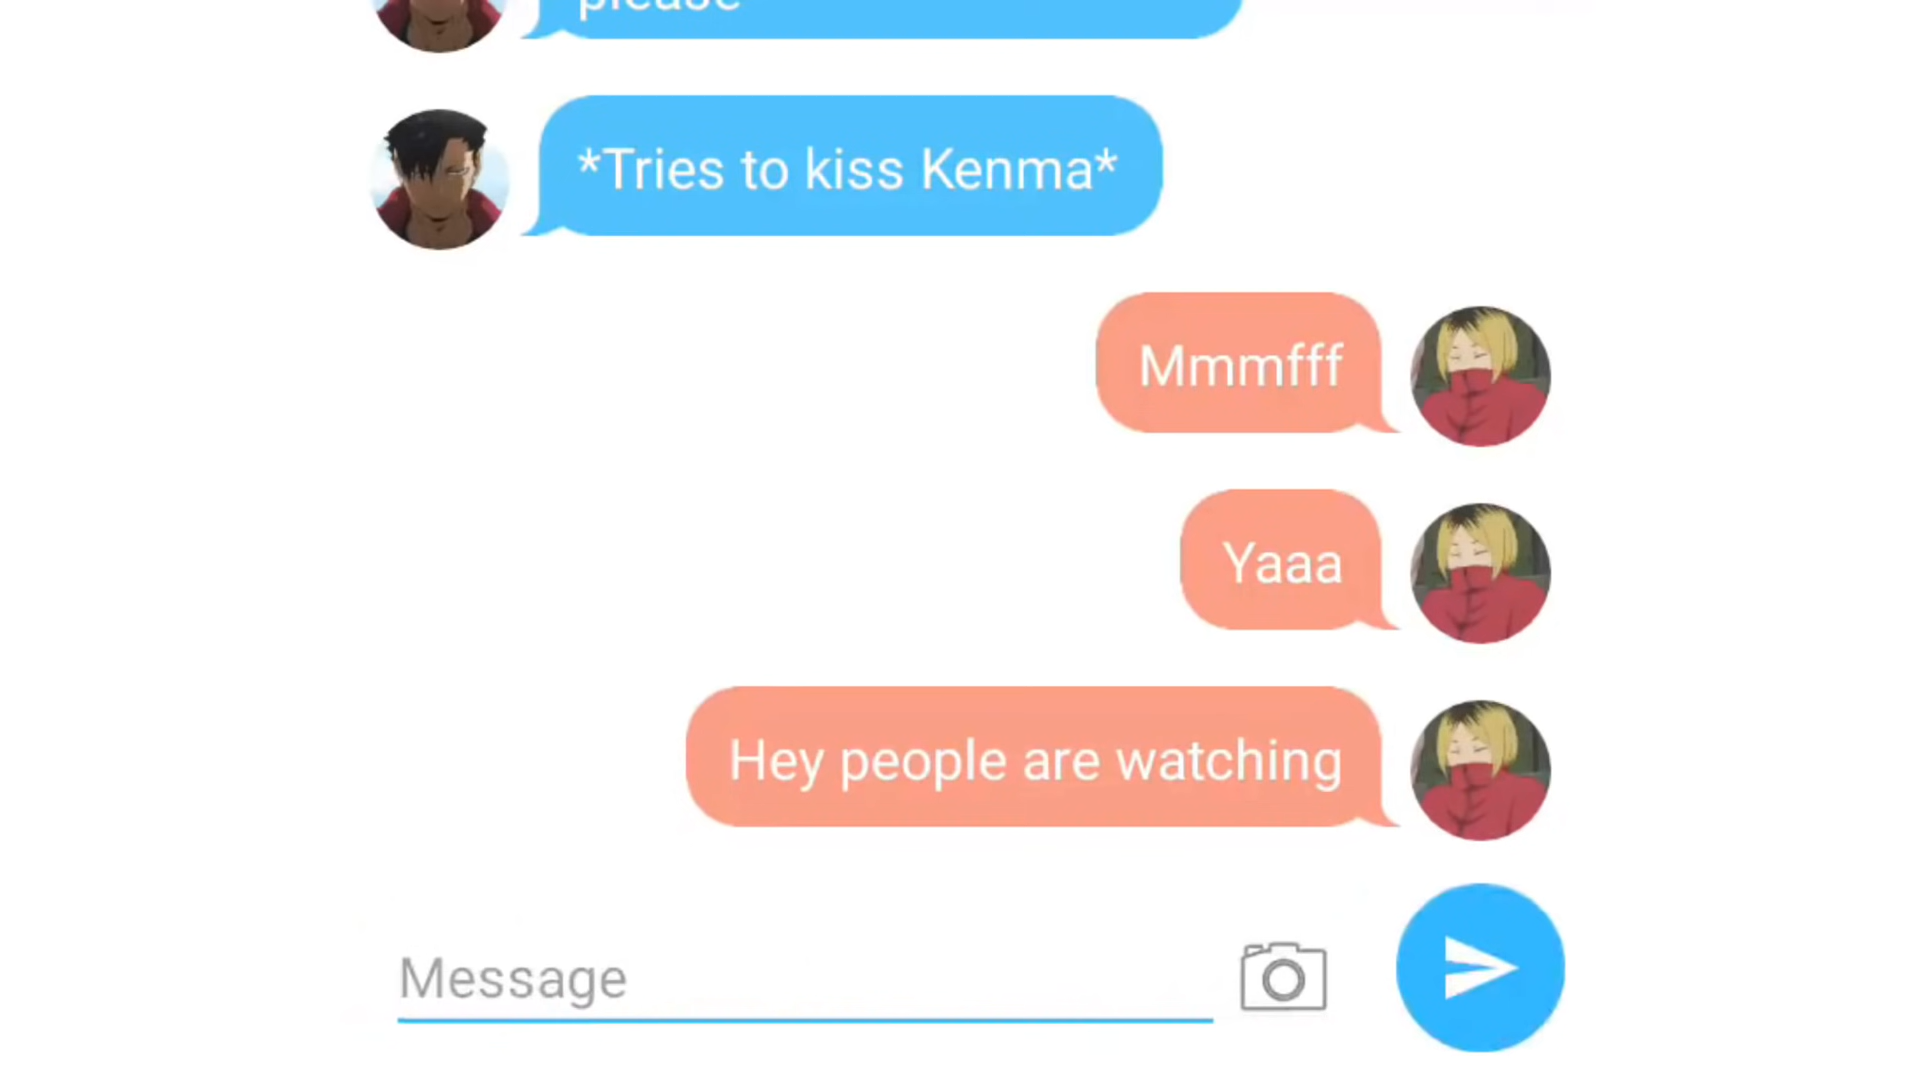 please
*Tries to kiss Kenma*
Mmmfff
Yaaa
Hey people are watching
Message